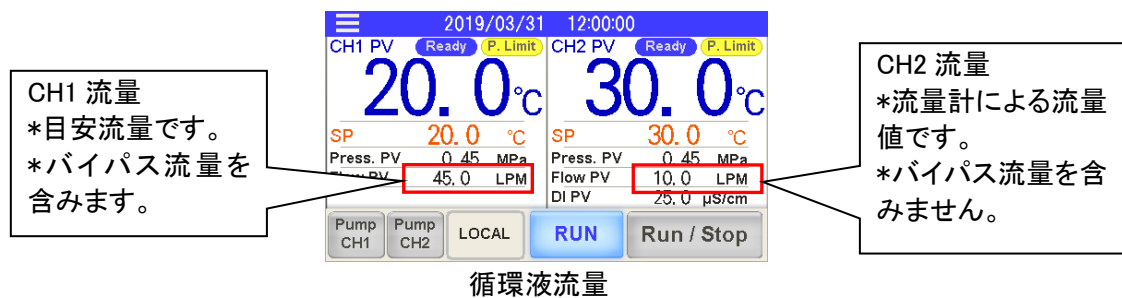 CH1 流量
*目安流量です。
*バイパス流量を
含みます。
2019/03/31 12:00:00
CH1 PV Ready P. Limit
20.0℃
SP 20.0 ℃
Press. PV 0.45 MPa
Flow PV 45.0 LPM
CH2 PV Ready P. Limit
30.0℃
SP 30.0 ℃
Press. PV 0.45 MPa
Flow PV 10.0 LPM
DI PV 25.0 μS/cm
Pump CH1
Pump CH2
LOCAL
RUN
Run / Stop
CH2 流量
*流量計による流量
値です。
*バイパス流量を含
みません。
循環液流量